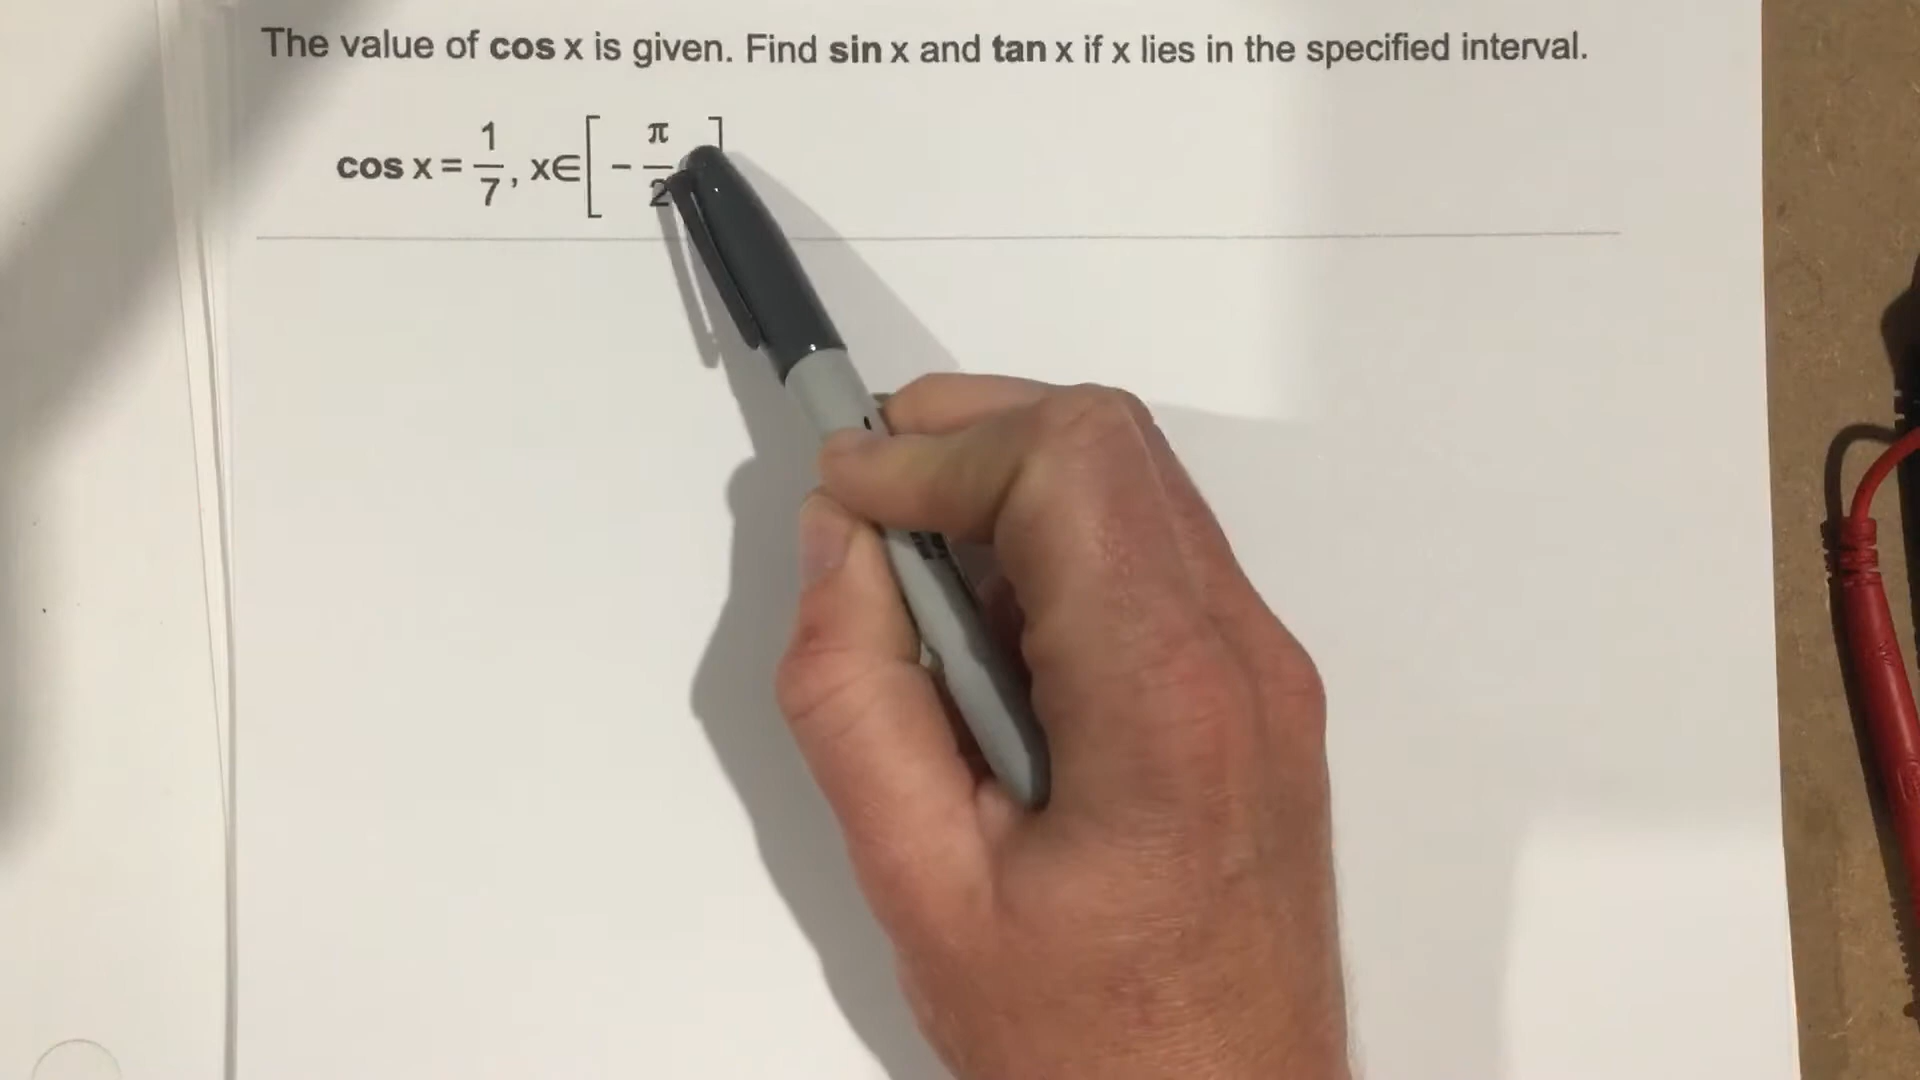 The value of cos x is given. Find sin x and tan x if x lies in the specified interval.
cos x = 1/7, x∈[ - π/2 ]